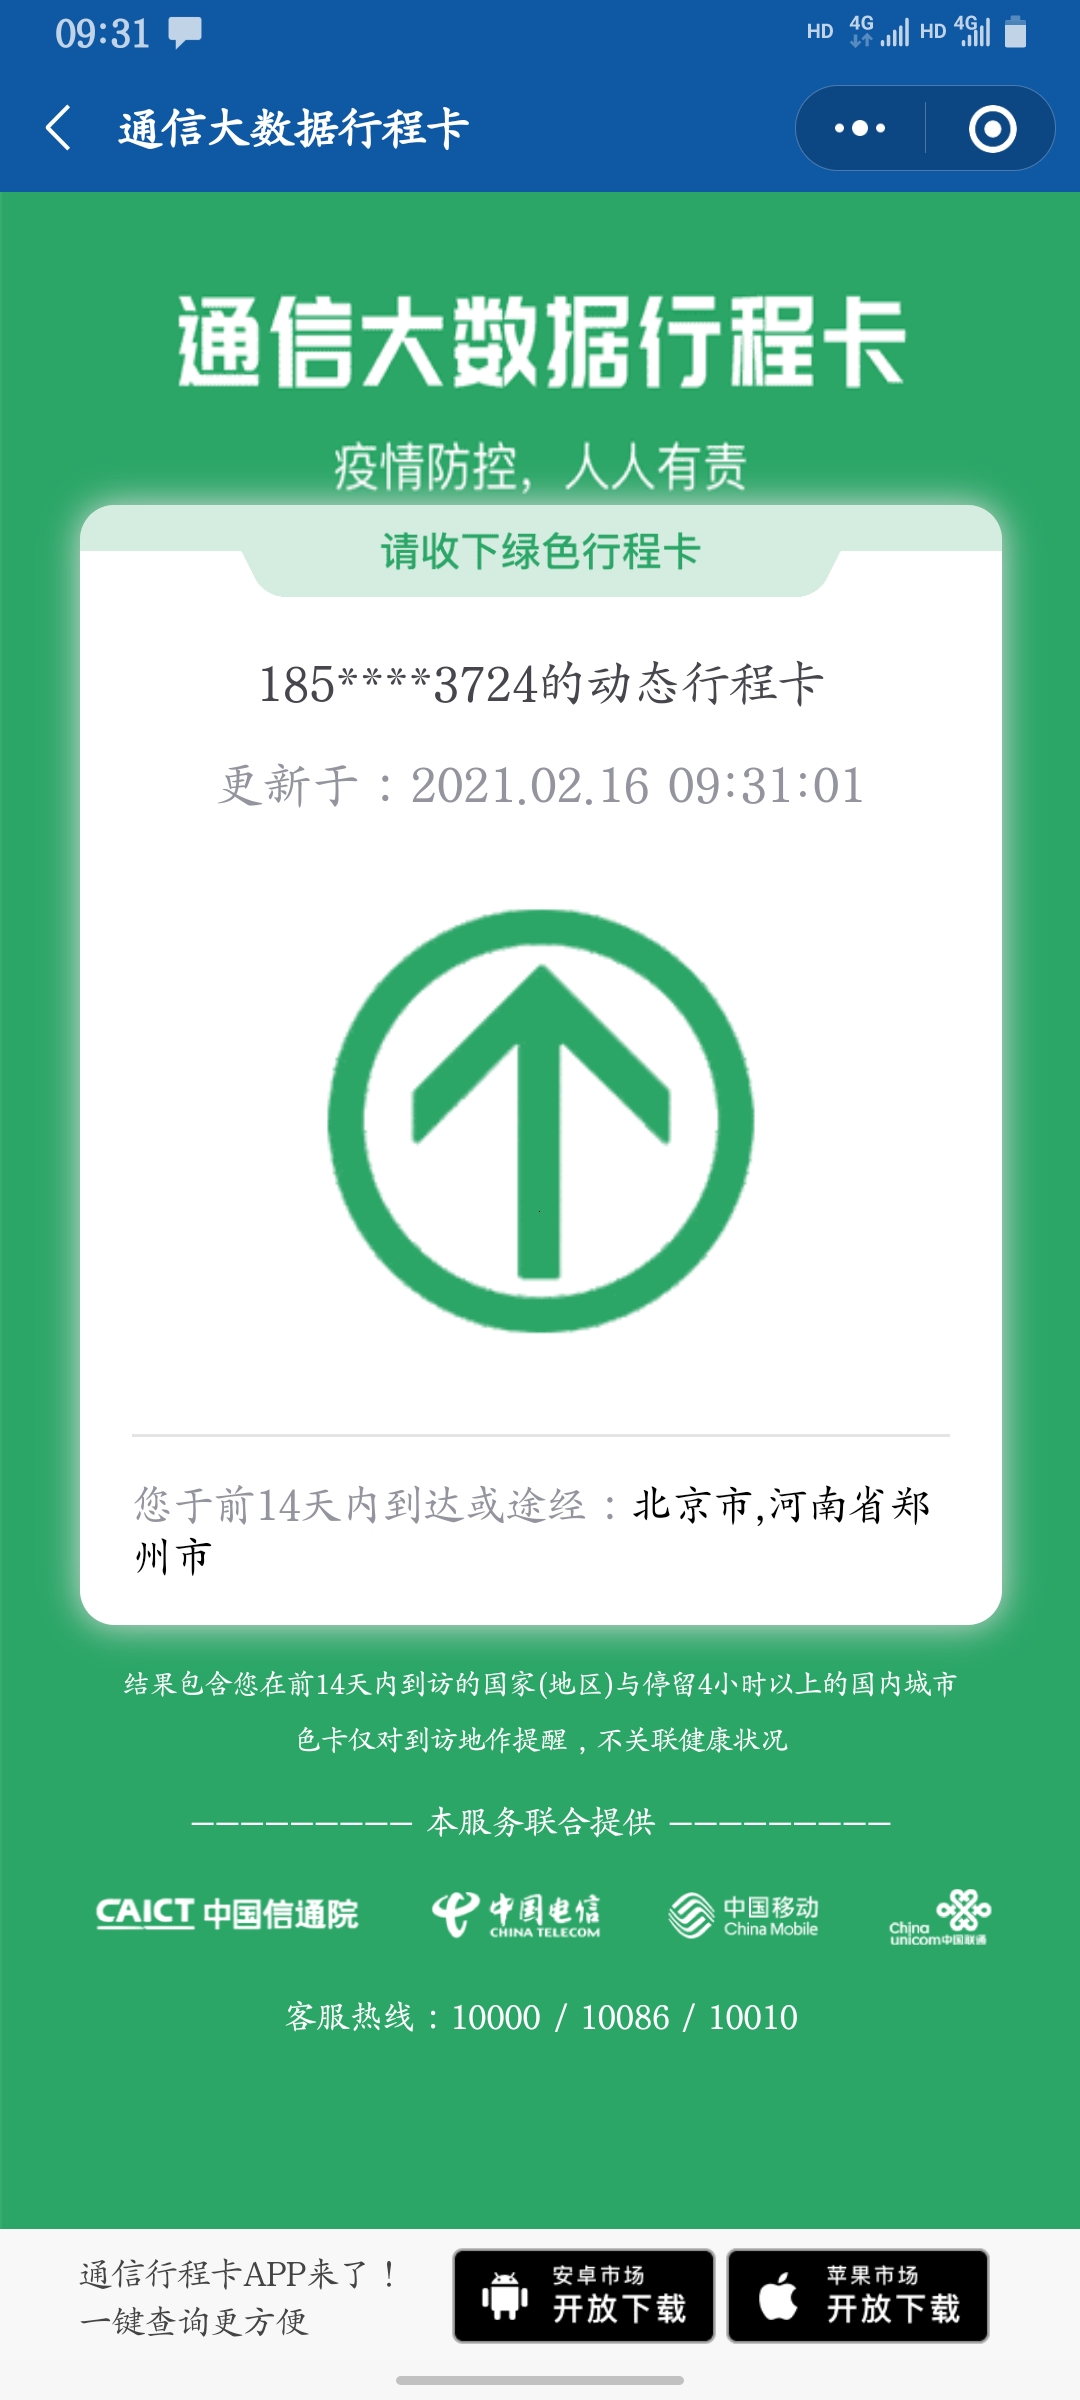 09:31
HD 4G HD 4G
通信大数据行程卡
通信大数据行程卡
疫情防控，人人有责
请收下绿色行程卡
185****3724的动态行程卡
更新于：2021.02.16 09:31:01
您于前14天内到达或途经：北京市,河南省郑
州市
结果包含您在前14天内到访的国家(地区)与停留4小时以上的国内城市
色卡仅对到访地作提醒，不关联健康状况
————————— 本服务联合提供 —————————
CAICT 中国信通院
中国电信
CHINA TELECOM
中国移动
China Mobile
China
unicom中国联通
客服热线：10000 / 10086 / 10010
通信行程卡APP来了！
一键查询更方便
安卓市场
开放下载
苹果市场
开放下载